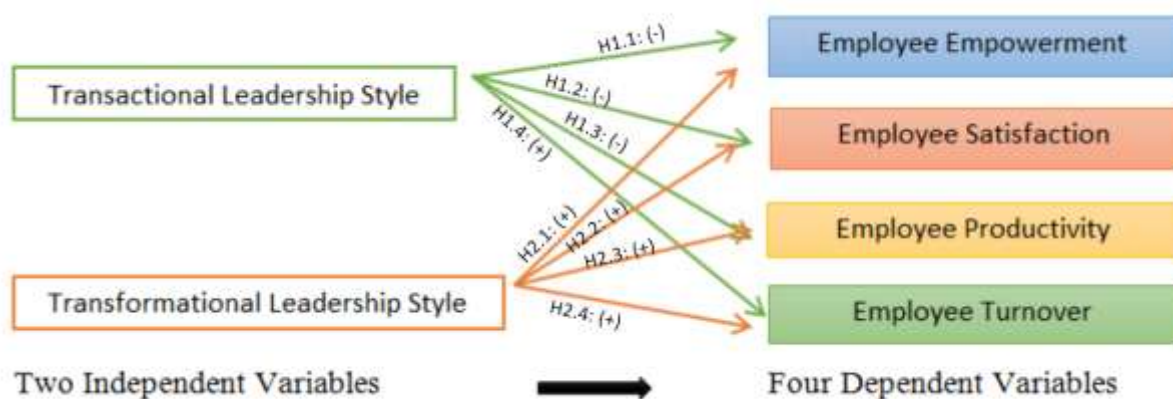 Transactional Leadership Style
Transformational Leadership Style
H1.1: (-)
H1.2: (-)
H1.3: (-)
H1.4: (+)
H2.1: (+)
H2.2: (+)
H2.3: (+)
H2.4: (+)
Employee Empowerment
Employee Satisfaction
Employee Productivity
Employee Turnover
Two Independent Variables
Four Dependent Variables